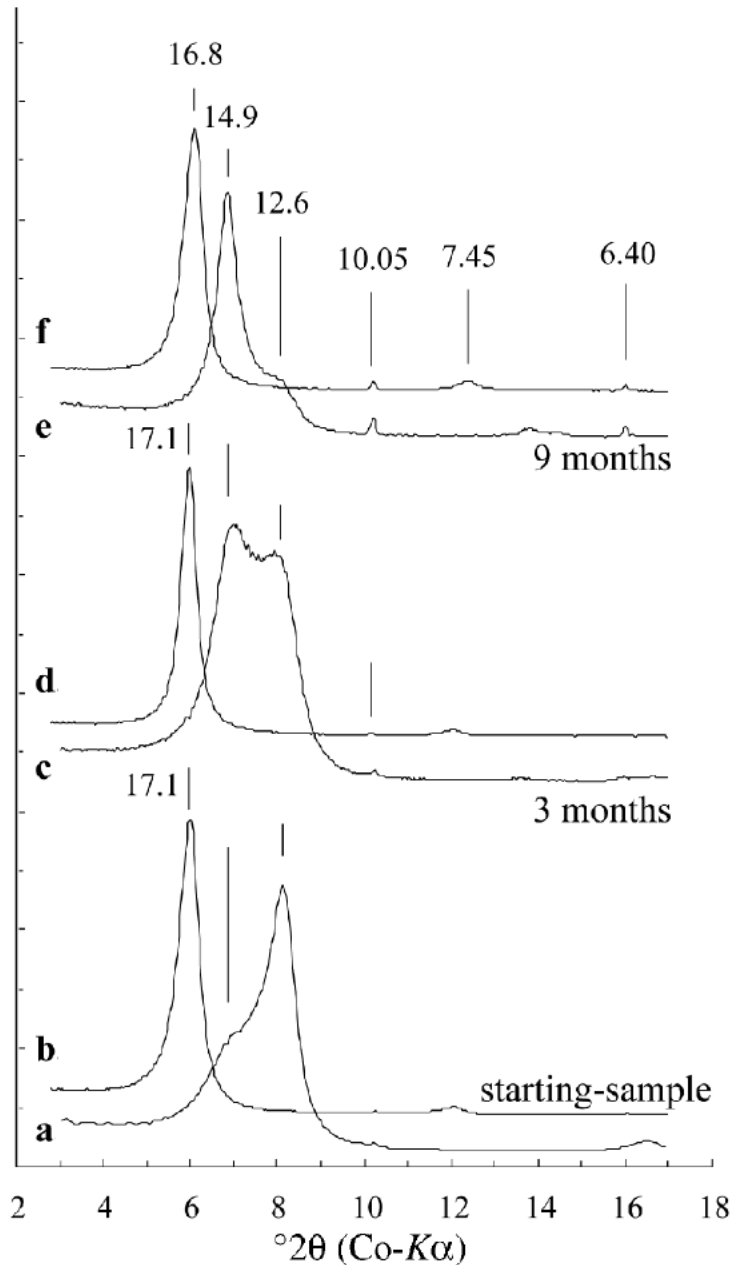 16.8
14.9
12.6
10.05
7.45
6.40
f
e
17.1
9 months
d
c
17.1
3 months
b
starting-sample
a
2 4 6 8 10 12 14 16 18
°2θ (Co-Kα)